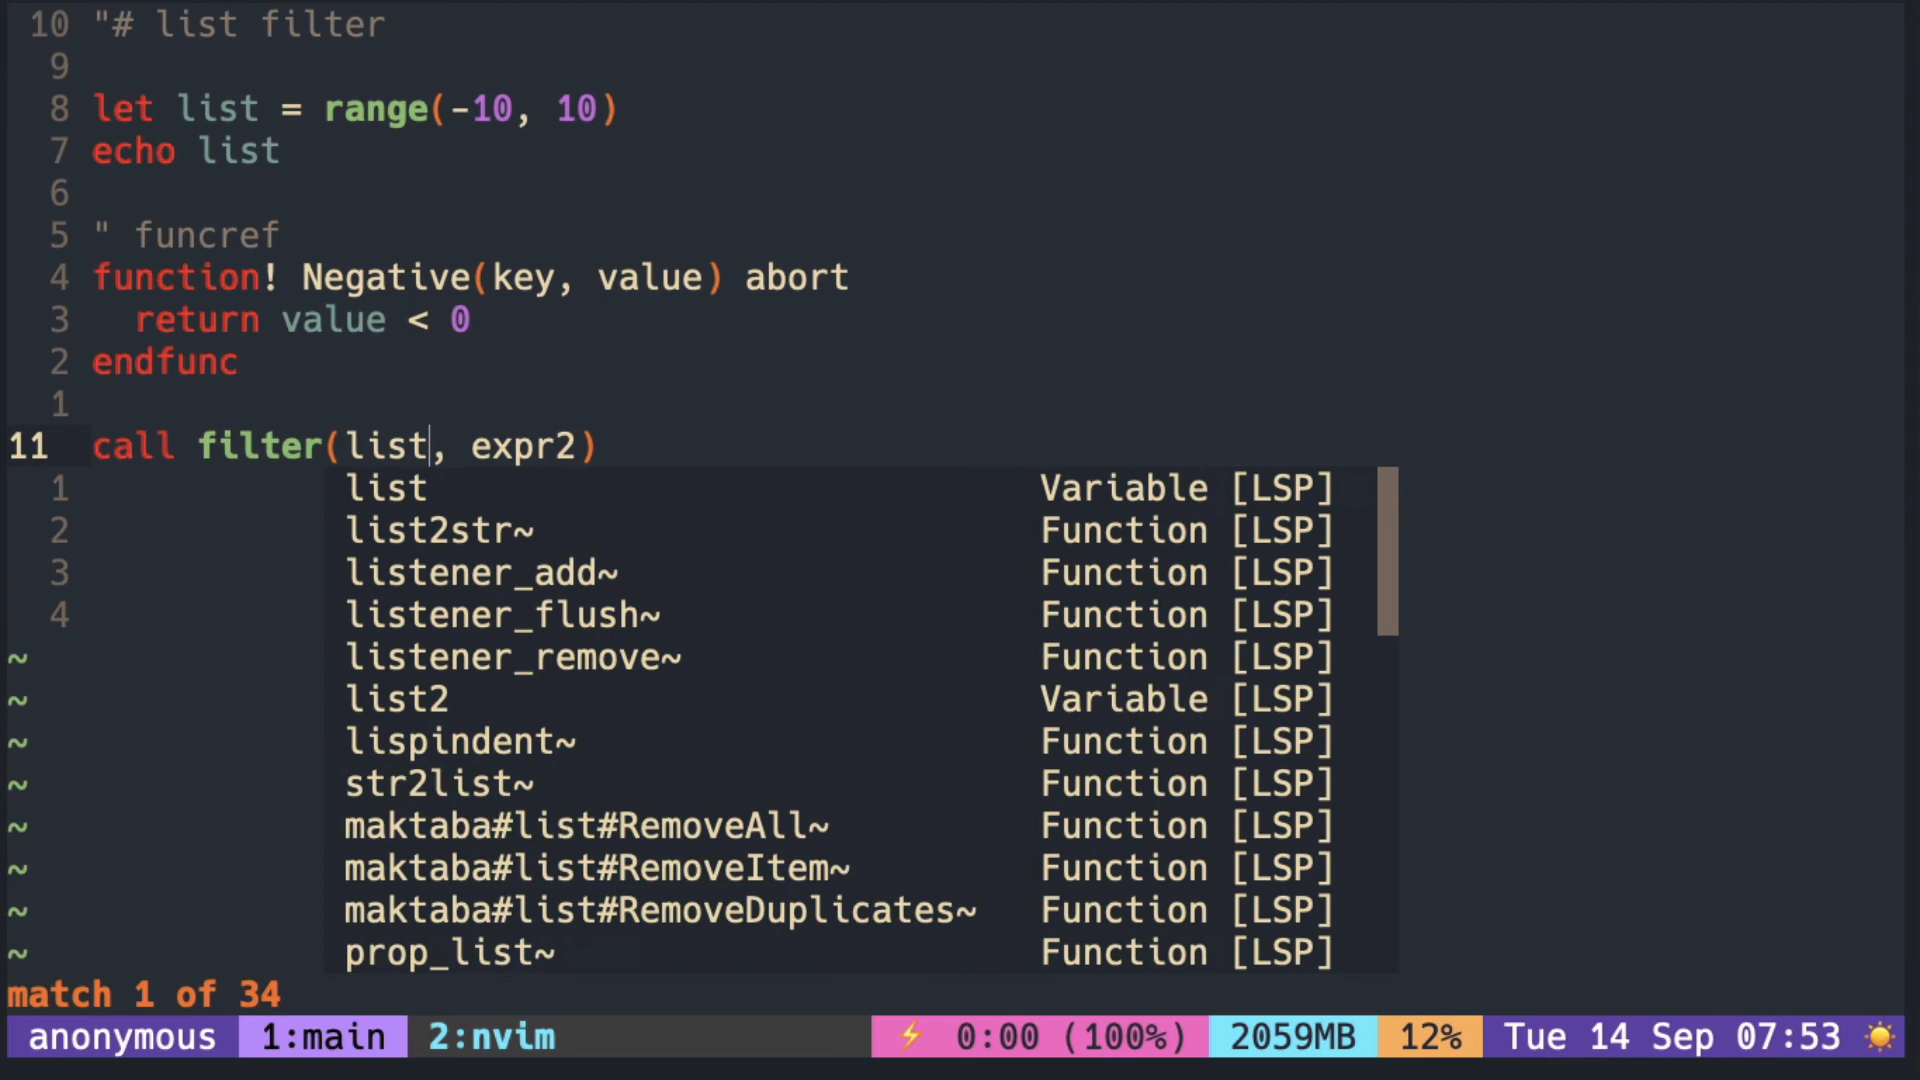 10 "# list filter
9
8 let list = range(-10, 10)
7 echo list
6
5 " funcref
4 function! Negative(key, value) abort
3   return value < 0
2 endfunc
1
11 call filter(list, expr2)
1 list Variable [LSP]
2 list2str~ Function [LSP]
3 listener_add~ Function [LSP]
4 listener_flush~ Function [LSP]
~ listener_remove~ Function [LSP]
~ list2 Variable [LSP]
~ lispindent~ Function [LSP]
~ str2list~ Function [LSP]
~ maktaba#list#RemoveAll~ Function [LSP]
~ maktaba#list#RemoveItem~ Function [LSP]
~ maktaba#list#RemoveDuplicates~ Function [LSP]
~ prop_list~ Function [LSP]
match 1 of 34
anonymous 1:main 2:nvim ⚡ 0:00 (100%) 2059MB 12% Tue 14 Sep 07:53 ☀️